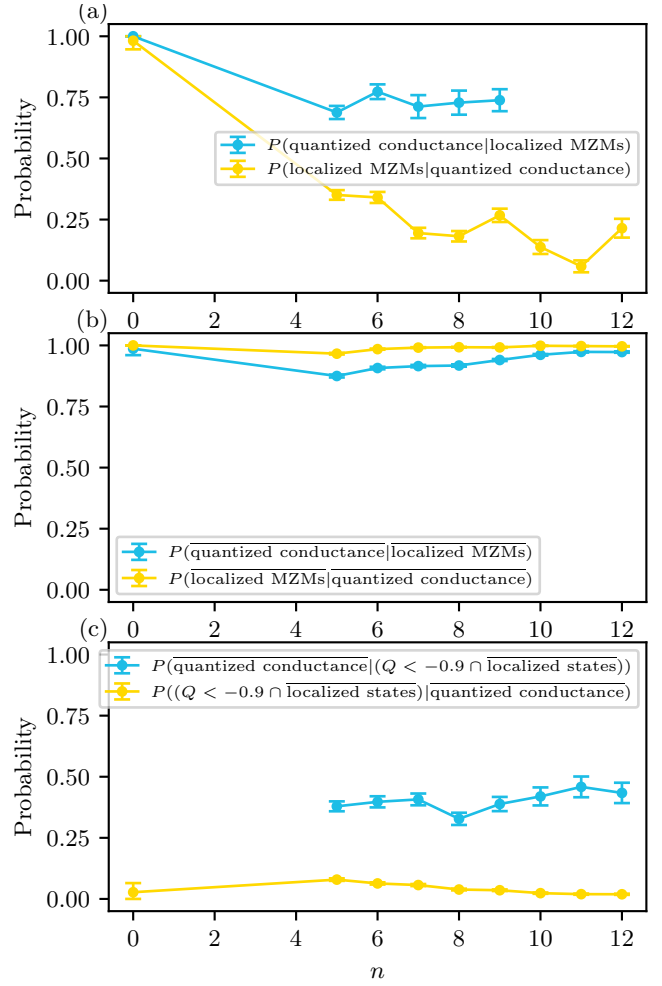 (a)
1.00
0.75
0.50
0.25
0.00
Probability
P(quantized conductance|localized MZMs)
P(localized MZMs|quantized conductance)
0 2 4 6 8 10 12
(b)
1.00
0.75
0.50
0.25
0.00
Probability
P(quantized conductance|localized MZMs)
P(localized MZMs|quantized conductance)
0 2 4 6 8 10 12
(c)
1.00
0.75
0.50
0.25
0.00
Probability
P(quantized conductance|(Q < −0.9 ∩ localized states))
P((Q < −0.9 ∩ localized states)|quantized conductance)
0 2 4 6 8 10 12
n